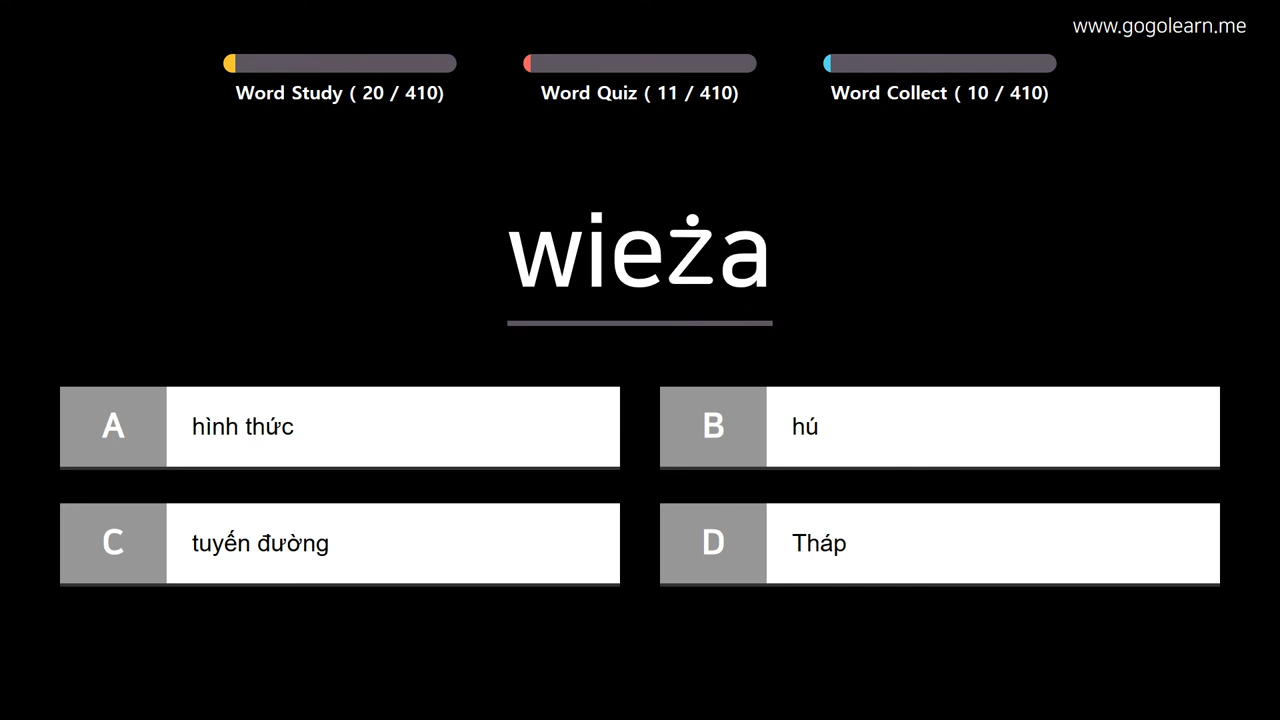 www.gogolearn.me
Word Study ( 20 / 410)
Word Quiz ( 11 / 410)
Word Collect ( 10 / 410)
wieża
A hình thức
B hú
C tuyến đường
D Tháp